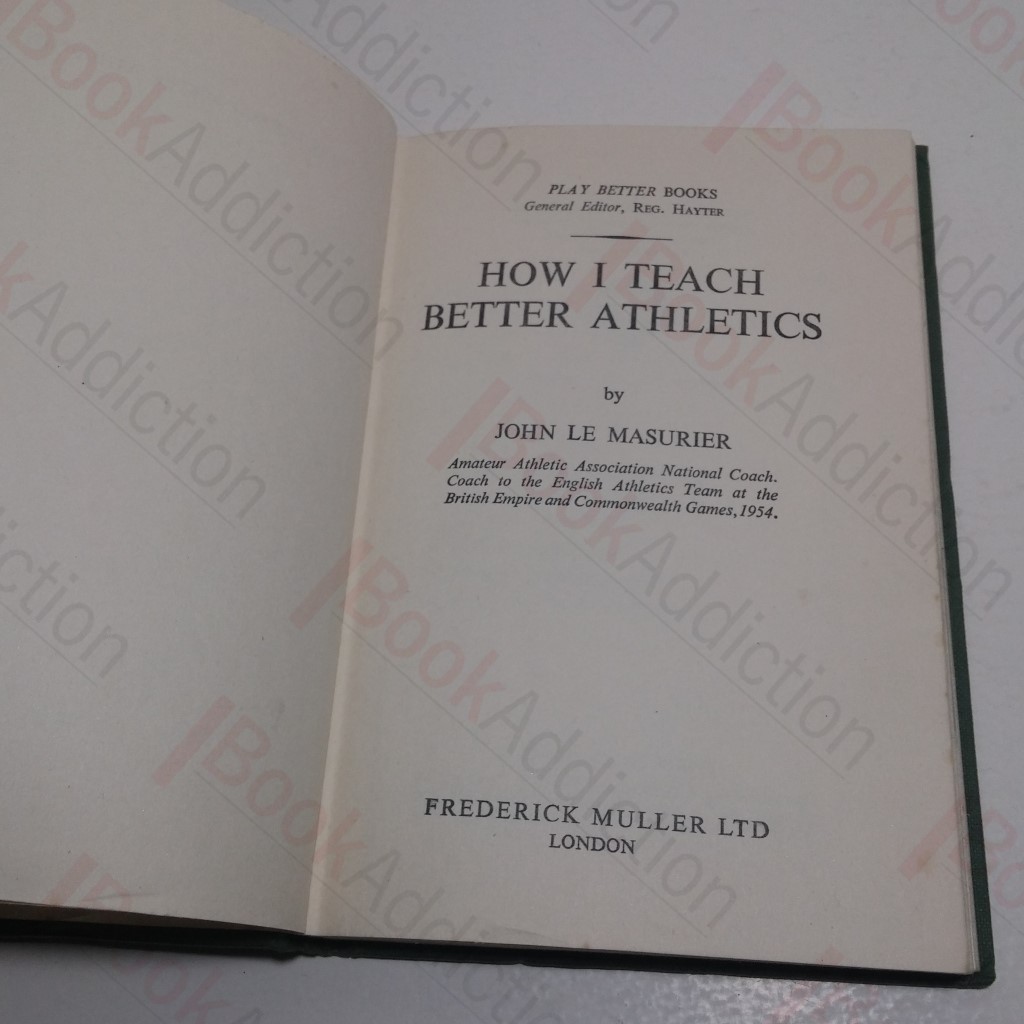 PLAY BETTER BOOKS
General Editor, REG. HAYTER
HOW I TEACH
BETTER ATHLETICS
by
JOHN LE MASURIER
Amateur Athletic Association National Coach.
Coach to the English Athletics Team at the
British Empire and Commonwealth Games, 1954.
FREDERICK MULLER LTD
LONDON
BookAddiction